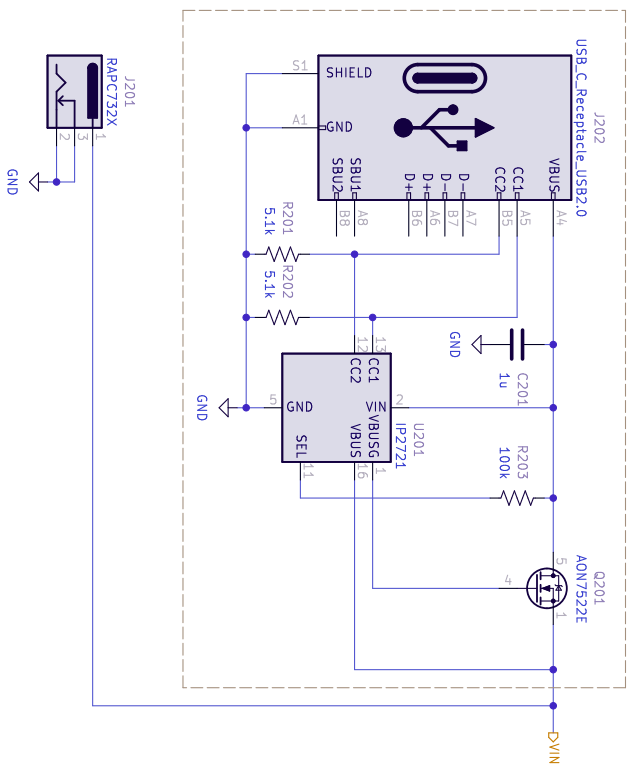 J201
RAPC732X
1
3
2
GND
USB_C_Receptacle_USB2.0
J202
S1
SHIELD
A1
GND
SBU2
SBU1
D+
D+
D-
D-
CC2
CC1
VBUS
B8
A8
B6
A6
B7
A7
B5
A5
A4
R201
5.1k
R202
5.1k
GND
C201
1u
12
13
CC2
CC1
5
GND
VIN
2
GND
SEL
VBUS
VBUSG
U201
IP2721
11
16
1
R203
100k
5
4
1
Q201
AON7522E
VIN